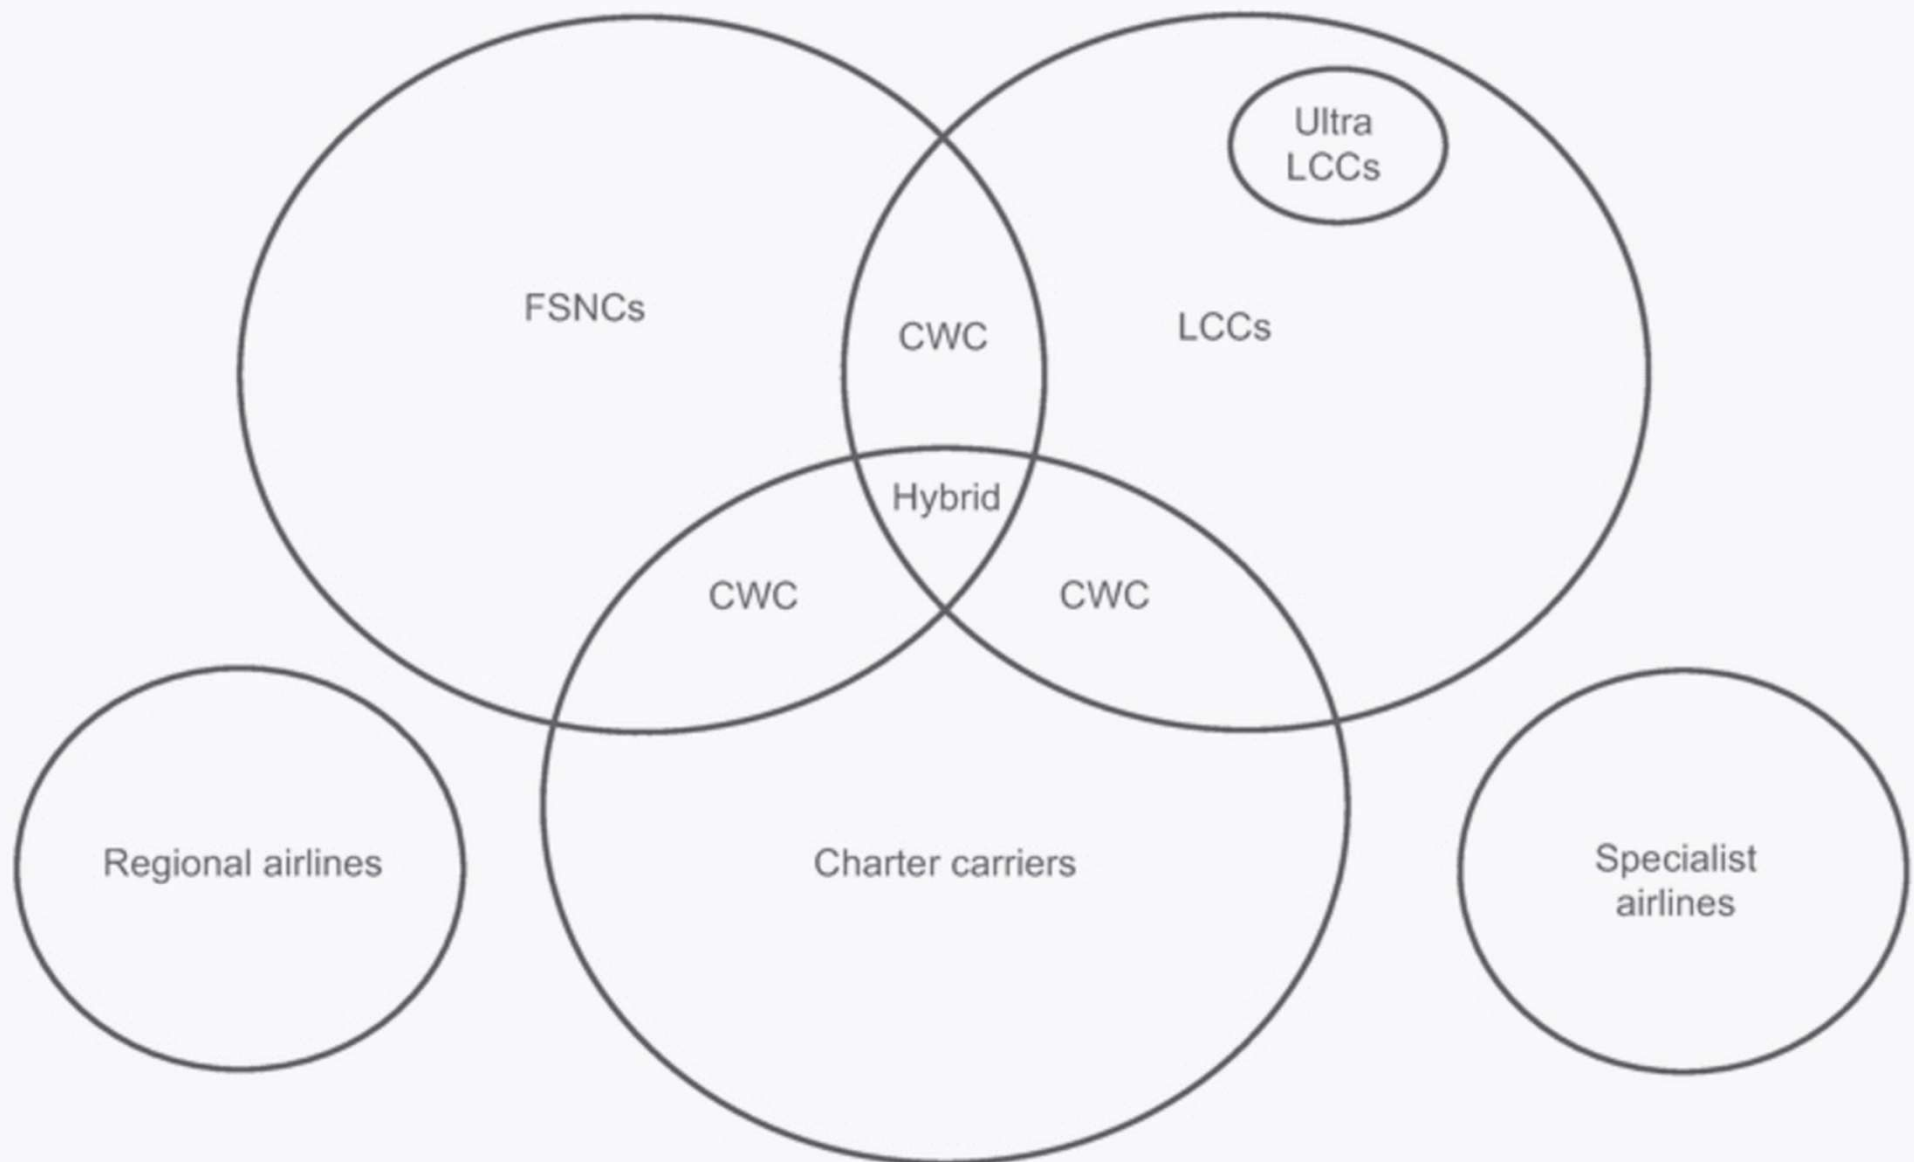 Ultra
LCCs
FSNCs
CWC
LCCs
Hybrid
CWC
CWC
Regional airlines
Charter carriers
Specialist
airlines